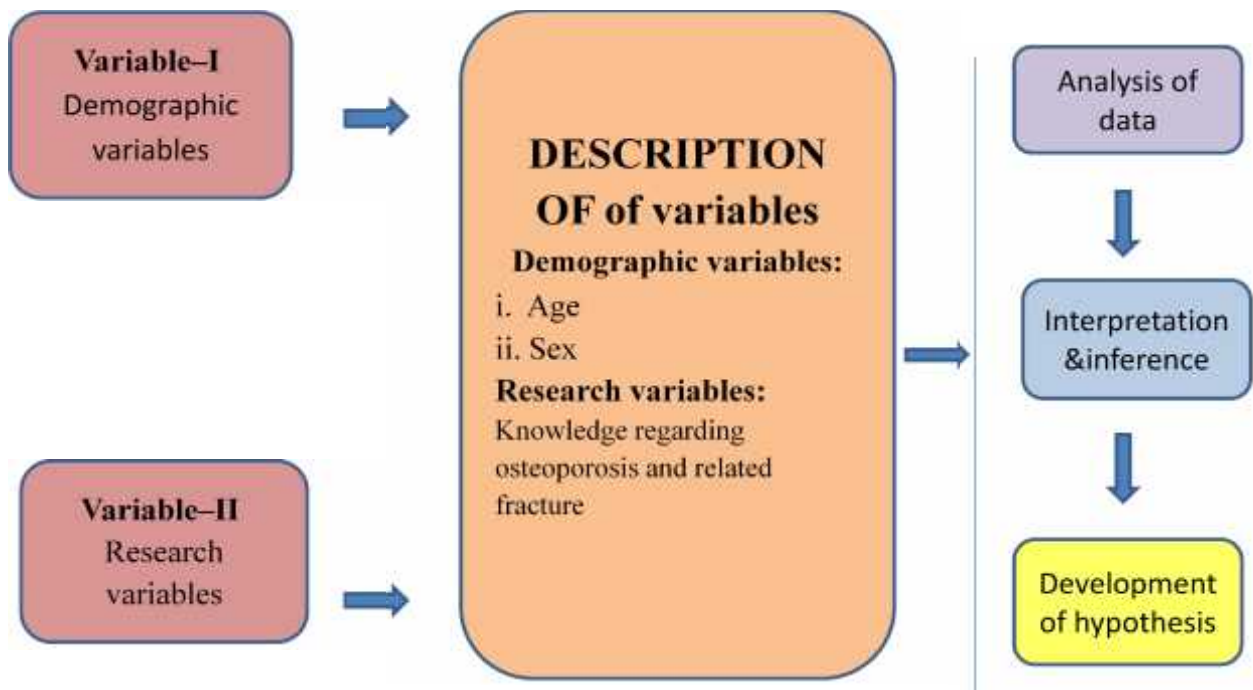 Variable–I
Demographic
variables
Variable–II
Research
variables
DESCRIPTION
OF of variables
Demographic variables:
i. Age
ii. Sex
Research variables:
Knowledge regarding
osteoporosis and related
fracture
Analysis of
data
Interpretation
&inference
Development
of hypothesis